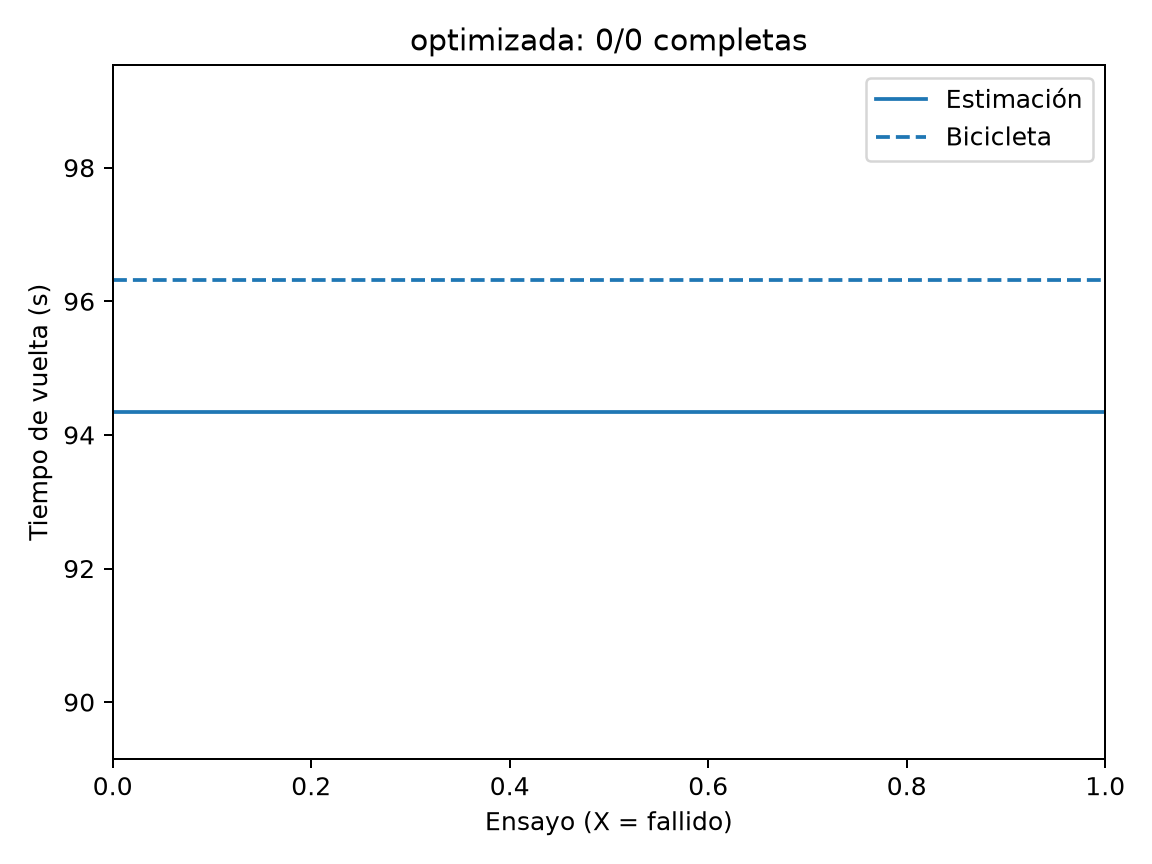 optimizada: 0/0 completas
Estimación
Bicicleta
Tiempo de vuelta (s)
98
96
94
92
90
0.0 0.2 0.4 0.6 0.8 1.0
Ensayo (X = fallido)